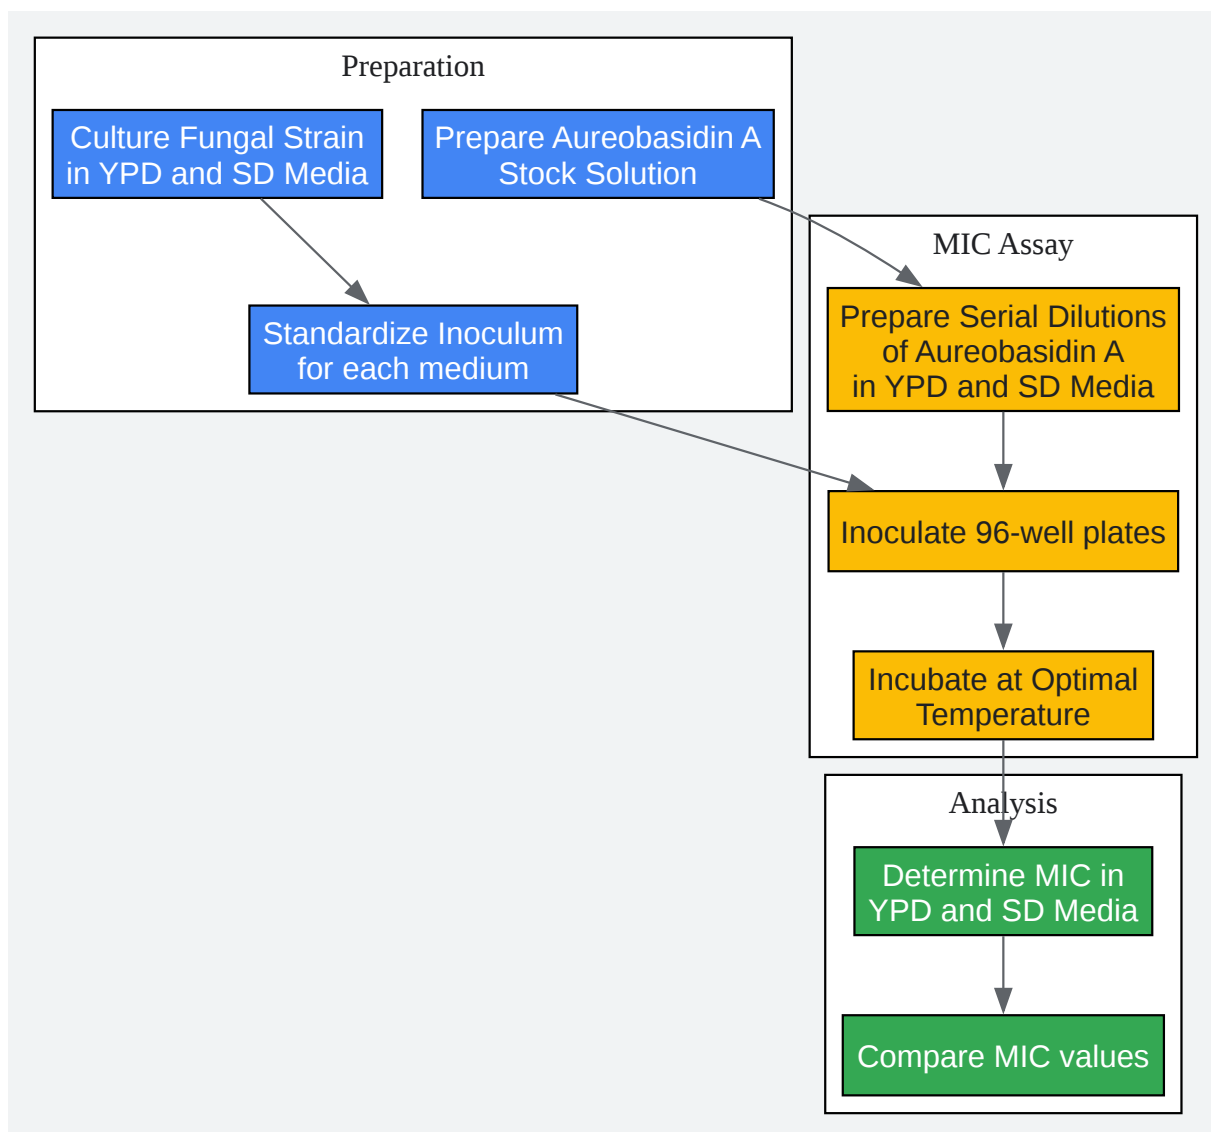 Preparation
Culture Fungal Strain
in YPD and SD Media
Prepare Aureobasidin A
Stock Solution
Standardize Inoculum
for each medium
MIC Assay
Prepare Serial Dilutions
of Aureobasidin A
in YPD and SD Media
Inoculate 96-well plates
Incubate at Optimal
Temperature
Analysis
Determine MIC in
YPD and SD Media
Compare MIC values